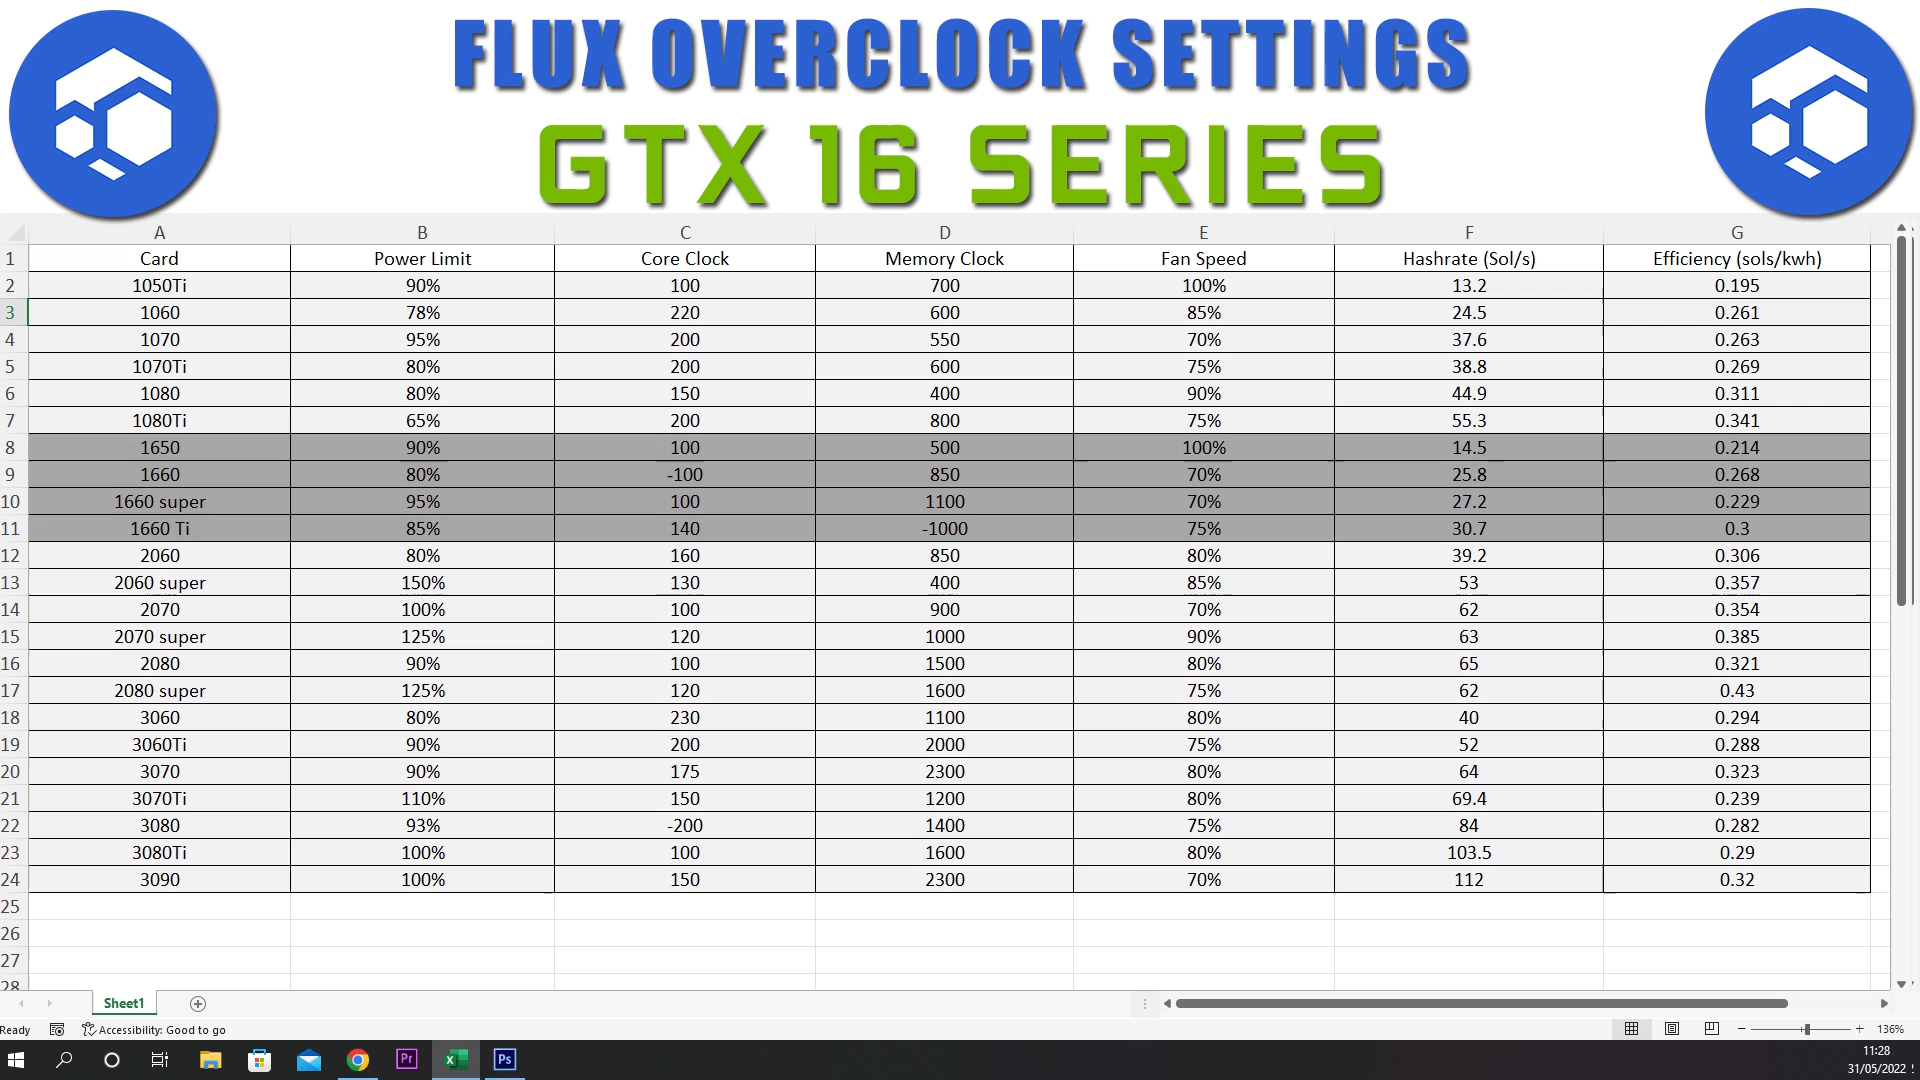 FLUX OVERCLOCK SETTINGS
GTX 16 SERIES
A B C D E F G
1 Card Power Limit Core Clock Memory Clock Fan Speed Hashrate (Sol/s) Efficiency (sols/kwh)
2 1050Ti 90% 100 700 100% 13.2 0.195
3 1060 78% 220 600 85% 24.5 0.261
4 1070 95% 200 550 70% 37.6 0.263
5 1070Ti 80% 200 600 75% 38.8 0.269
6 1080 80% 150 400 90% 44.9 0.311
7 1080Ti 65% 200 800 75% 55.3 0.341
8 1650 90% 100 500 100% 14.5 0.214
9 1660 80% -100 850 70% 25.8 0.268
10 1660 super 95% 100 1100 70% 27.2 0.229
11 1660 Ti 85% 140 -1000 75% 30.7 0.3
12 2060 80% 160 850 80% 39.2 0.306
13 2060 super 150% 130 400 85% 53 0.357
14 2070 100% 100 900 70% 62 0.354
15 2070 super 125% 120 1000 90% 63 0.385
16 2080 90% 100 1500 80% 65 0.321
17 2080 super 125% 120 1600 75% 62 0.43
18 3060 80% 230 1100 80% 40 0.294
19 3060Ti 90% 200 2000 75% 52 0.288
20 3070 90% 175 2300 80% 64 0.323
21 3070Ti 110% 150 1200 80% 69.4 0.239
22 3080 93% -200 1400 75% 84 0.282
23 3080Ti 100% 100 1600 80% 103.5 0.29
24 3090 100% 150 2300 70% 112 0.32
25
26
27
28
Sheet1
Ready Accessibility: Good to go 136%
Pr Ps 11:28
31/05/2022